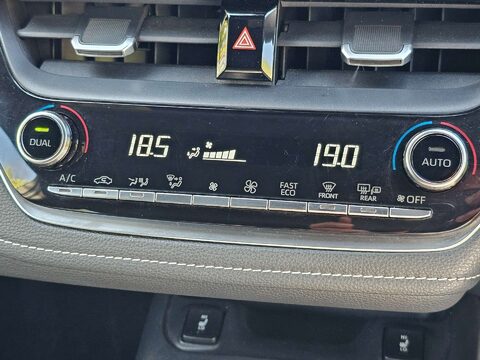 DUAL
18.5
19.0
AUTO
A/C
FAST
ECO
FRONT
REAR
OFF